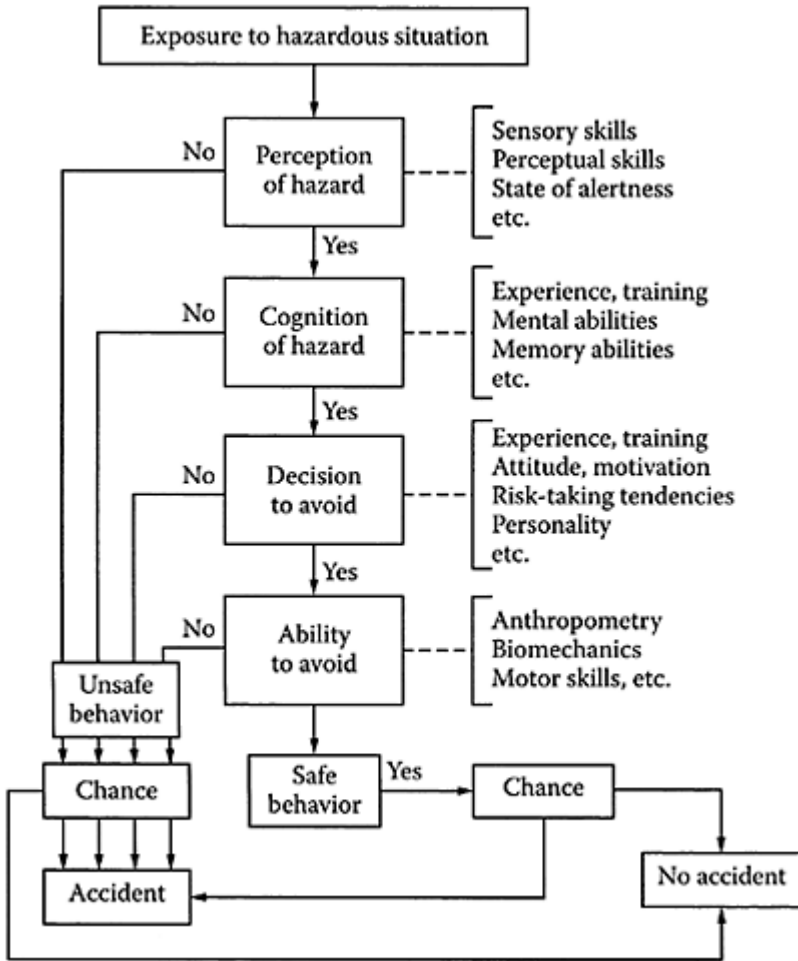 Exposure to hazardous situation
No
Perception
of hazard
Sensory skills
Perceptual skills
State of alertness
etc.
Yes
No
Cognition
of hazard
Experience, training
Mental abilities
Memory abilities
etc.
Yes
No
Decision
to avoid
Experience, training
Attitude, motivation
Risk-taking tendencies
Personality
etc.
Yes
No
Ability
to avoid
Anthropometry
Biomechanics
Motor skills, etc.
Unsafe
behavior
Safe
behavior
Yes
Chance
Chance
Accident
No accident